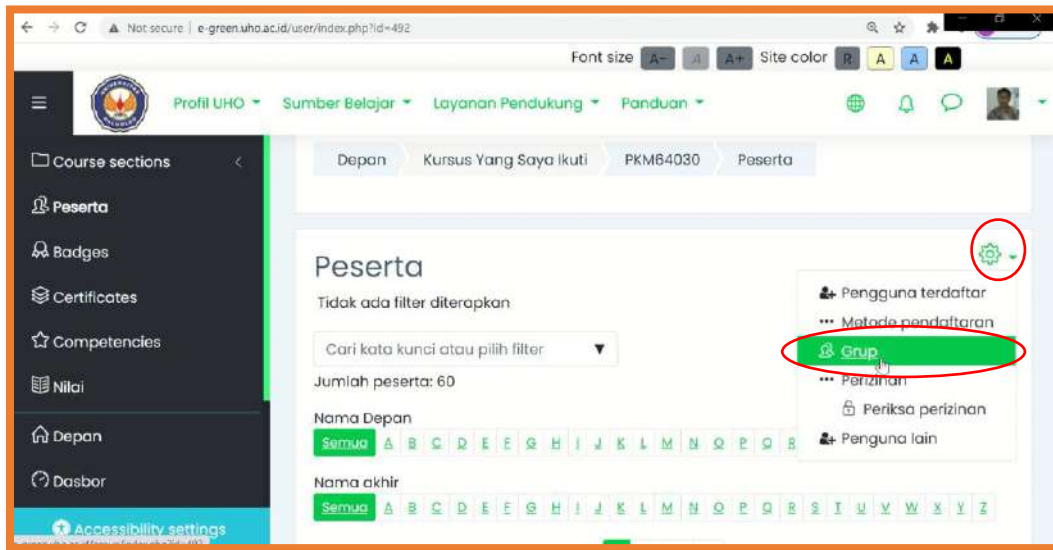 Not secure | e-green.uho.ac.id/user/index.php?id=492
Font size A- A A+ Site color R A A A
Profil UHO Sumber Belajar Layanan Pendukung Panduan
Course sections
Depan Kursus Yang Saya Ikuti PKM64030 Peserta
Peserta
Badges
Certificates
Competencies
Nilai
Depan
Dasbor
Accessibility settings
Peserta
Tidak ada filter diterapkan
Cari kata kunci atau pilih filter
Jumlah peserta: 60
Nama Depan
Semua A B C D E F G H I J K L M N O P Q R
Nama akhir
Semua A B C D E F G H I J K L M N O P Q R S T U V W X Y Z
Pengguna terdaftar
Metode pendaftaran
Grup
Perizinan
Periksa perizinan
Penguna lain